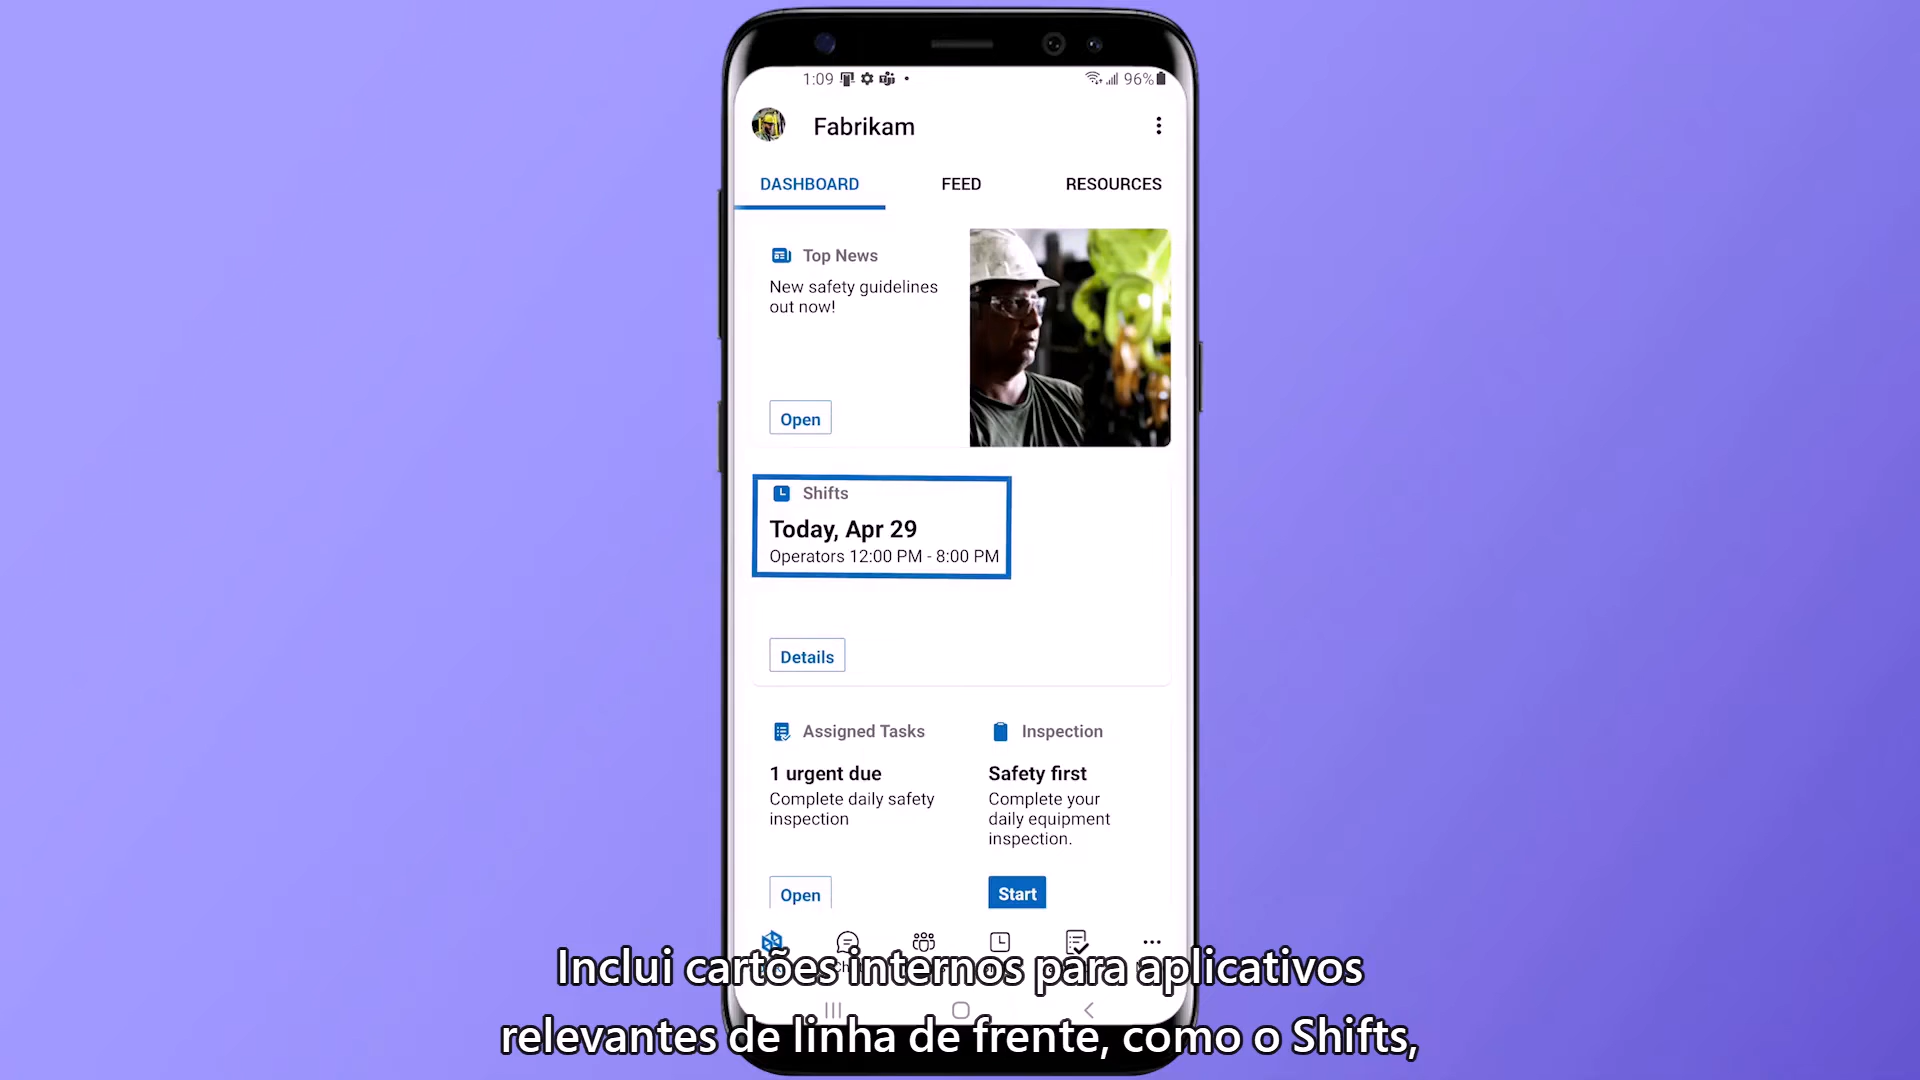 1:09
96%
Fabrikam
DASHBOARD
FEED
RESOURCES
Top News
New safety guidelines
out now!
Open
Shifts
Today, Apr 29
Operators 12:00 PM - 8:00 PM
Details
Assigned Tasks
1 urgent due
Complete daily safety
inspection
Open
Inspection
Safety first
Complete your
daily equipment
inspection.
Start
Inclui cartões internos para aplicativos
relevantes de linha de frente, como o Shifts,